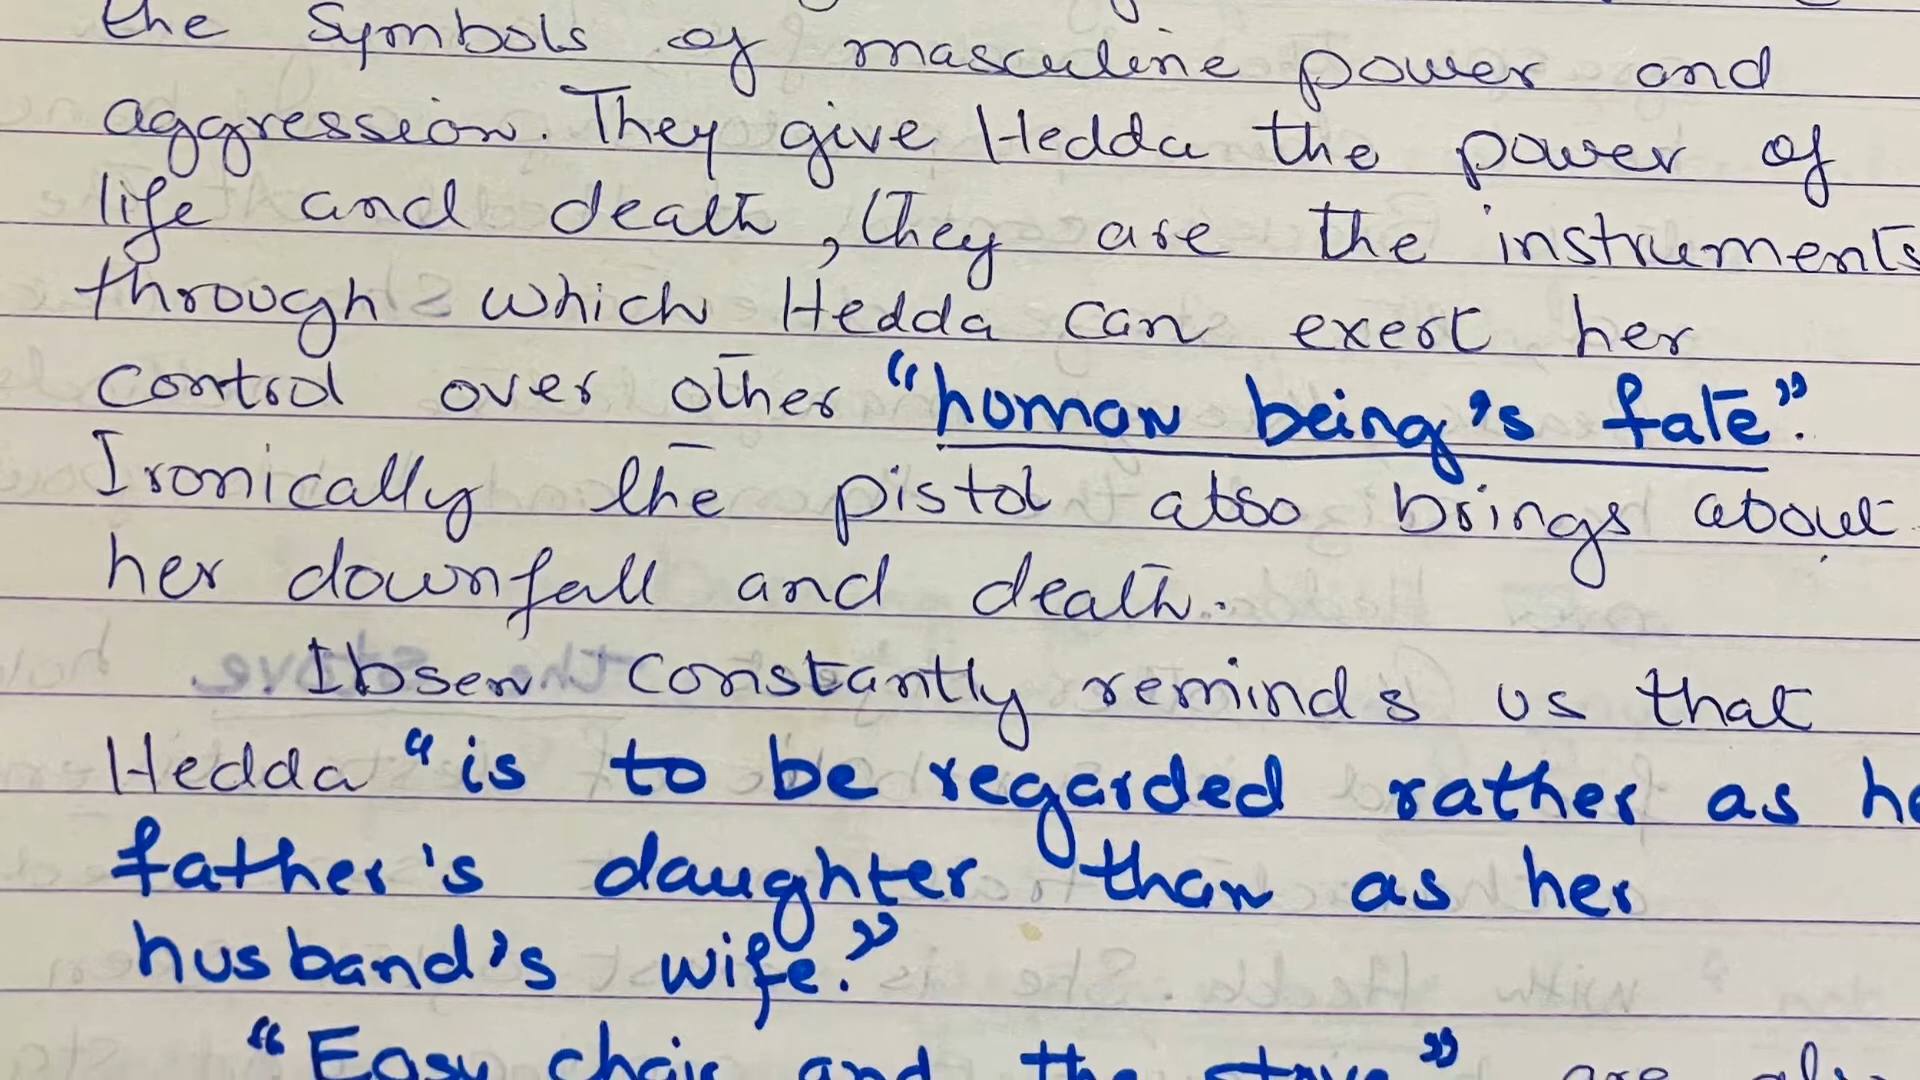 the symbols of masculine power and
aggression. They give Hedda the power of
life and death, they are the instruments
through which Hedda can exert her
control over other "human being's fate".
Ironically the pistol also brings about
her downfall and death.
Ibsen constantly reminds us that
Hedda "is to be regarded rather as he
father's daughter than as her
husband's wife."
"Easy chair and the stove" are also